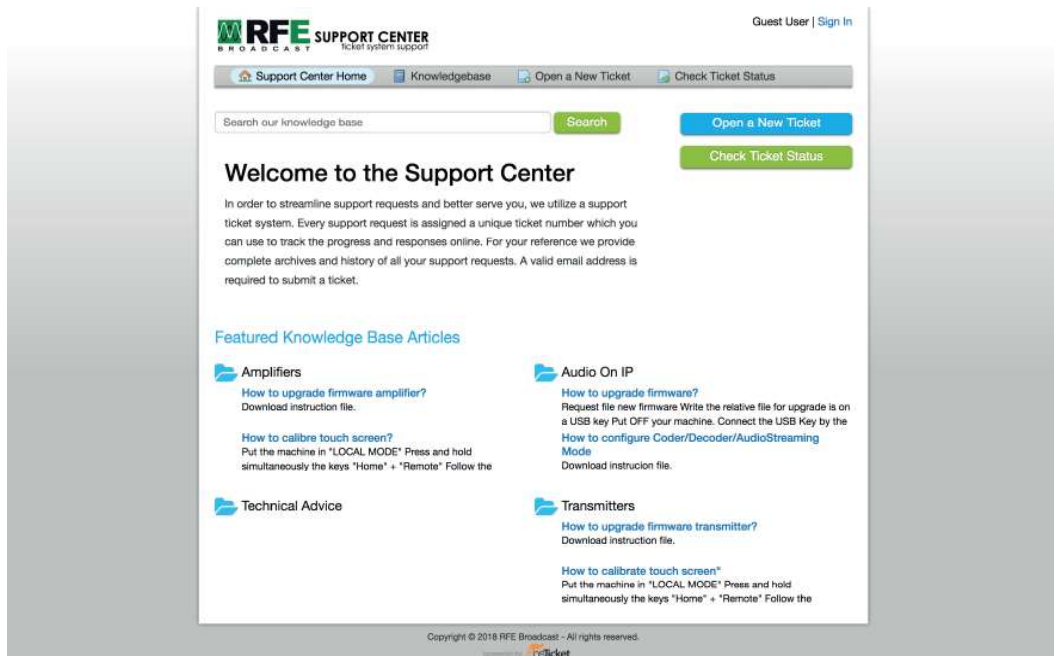 Guest User | Sign In
RFE SUPPORT CENTER
BROADCAST ticket system support
Support Center Home Knowledgebase Open a New Ticket Check Ticket Status
Search our knowledge base Search Open a New Ticket
Check Ticket Status
Welcome to the Support Center
In order to streamline support requests and better serve you, we utilize a support
ticket system. Every support request is assigned a unique ticket number which you
can use to track the progress and responses online. For your reference we provide
complete archives and history of all your support requests. A valid email address is
required to submit a ticket.
Featured Knowledge Base Articles
Amplifiers
How to upgrade firmware amplifier?
Download instruction file.
How to calibre touch screen?
Put the machine in "LOCAL MODE" Press and hold
simultaneously the keys "Home" + "Remote" Follow the
Audio On IP
How to upgrade firmware?
Request file new firmware Write the relative file for upgrade is on
a USB key Put OFF your machine. Connect the USB Key by the
How to configure Coder/Decoder/AudioStreaming
Mode
Download instrucion file.
Technical Advice
Transmitters
How to upgrade firmware transmitter?
Download instruction file.
How to calibrate touch screen"
Put the machine in "LOCAL MODE" Press and hold
simultaneously the keys "Home" + "Remote" Follow the
Copyright © 2018 RFE Broadcast - All rights reserved.
powered by osTicket